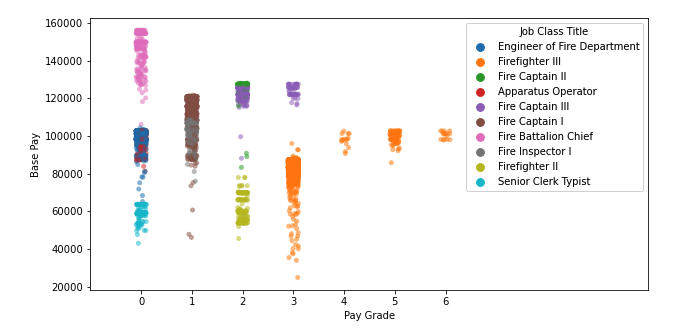 160000
140000
120000
100000
80000
60000
40000
20000
Base Pay
0 1 2 3 4 5 6
Pay Grade
Job Class Title
Engineer of Fire Department
Firefighter III
Fire Captain II
Apparatus Operator
Fire Captain III
Fire Captain I
Fire Battalion Chief
Fire Inspector I
Firefighter II
Senior Clerk Typist